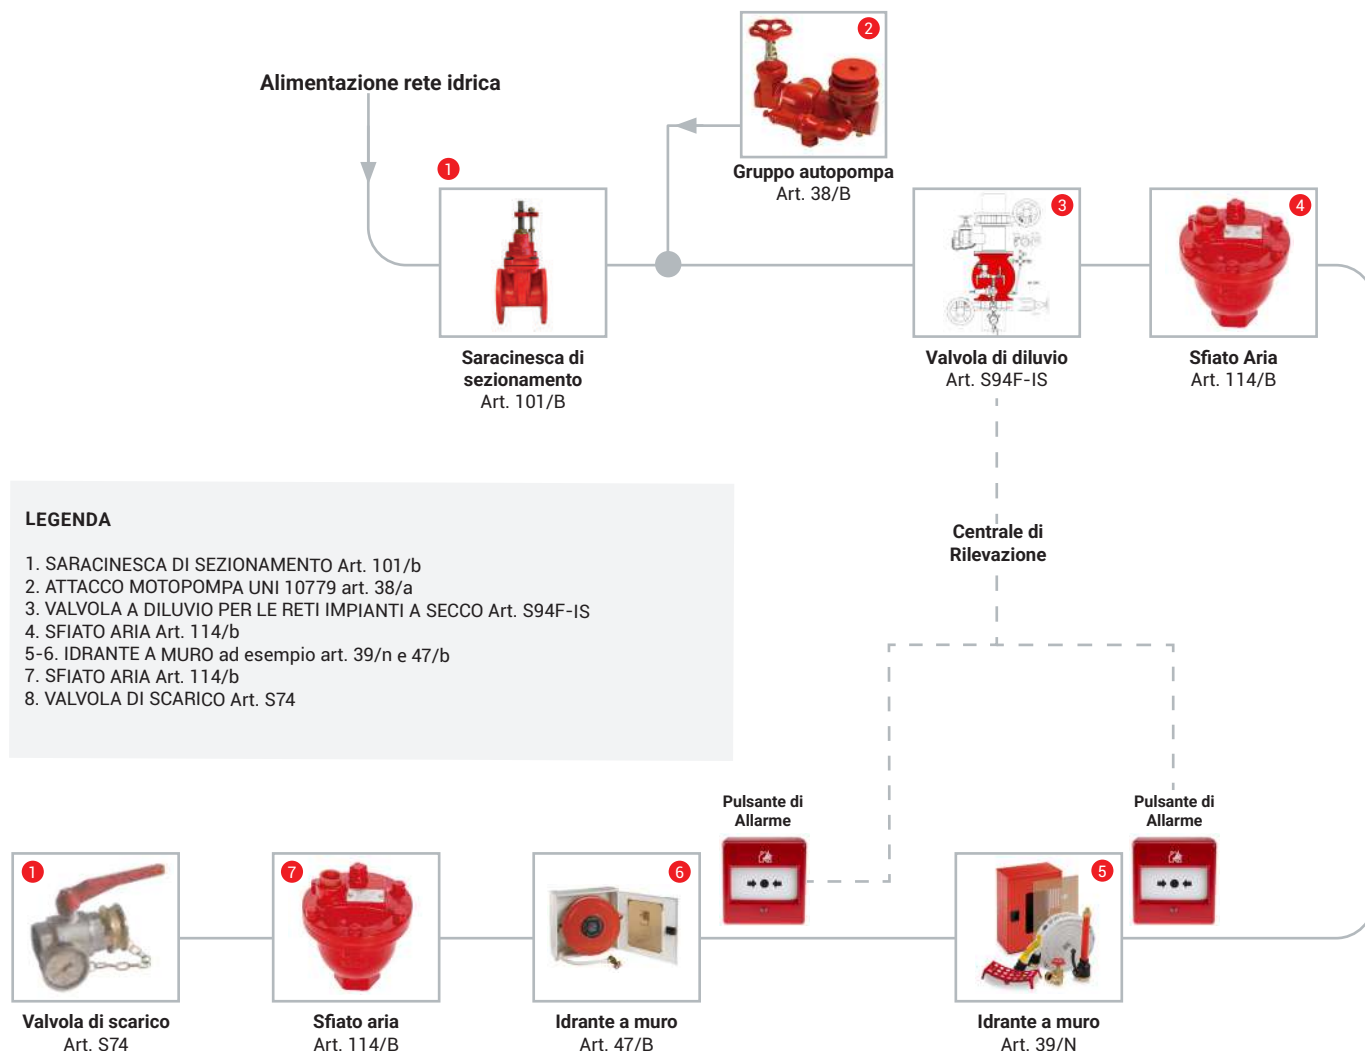 2
Alimentazione rete idrica
1
Gruppo autopompa
Art. 38/B
3
4
Saracinesca di
sezionamento
Art. 101/B
Valvola di diluvio
Art. S94F-IS
Sfiato Aria
Art. 114/B
LEGENDA
1. SARACINESCA DI SEZIONAMENTO Art. 101/b
2. ATTACCO MOTOPOMPA UNI 10779 art. 38/a
3. VALVOLA A DILUVIO PER LE RETI IMPIANTI A SECCO Art. S94F-IS
4. SFIATO ARIA Art. 114/b
5-6. IDRANTE A MURO ad esempio art. 39/n e 47/b
7. SFIATO ARIA Art. 114/b
8. VALVOLA DI SCARICO Art. S74
Centrale di
Rilevazione
Pulsante di
Allarme
Pulsante di
Allarme
1
7
6
5
Valvola di scarico
Art. S74
Sfiato aria
Art. 114/B
Idrante a muro
Art. 47/B
Idrante a muro
Art. 39/N